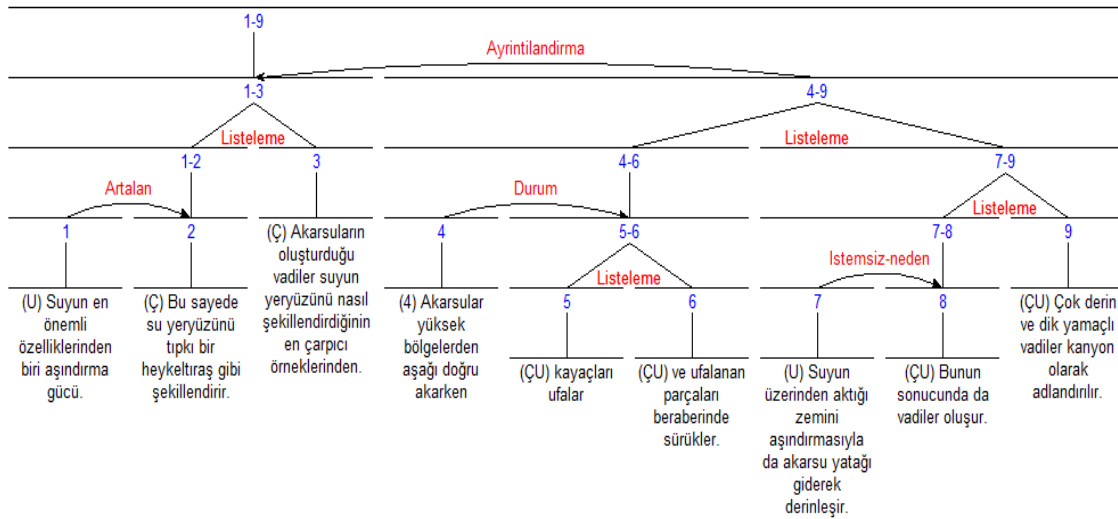 1-9
Ayrintilandirma
1-3
4-9
Listeleme
Listeleme
1-2
3
4-6
7-9
Artalan
Durum
Listeleme
1
2
(Ç) Akarsuların
oluşturduğu
vadiler suyun
yeryüzünü nasıl
şekillendirdiğinin
en çarpıcı
örneklerinden.
4
5-6
7-8
9
Listeleme
Istemsiz-neden
(U) Suyun en
önemli
özelliklerinden
biri aşındırma
gücü.
(Ç) Bu sayede
su yeryüzünü
tıpkı bir
heykeltıraş gibi
şekillendirir.
(4) Akarsular
yüksek
bölgelerden
aşağı doğru
akarken
5
6
7
8
(ÇU) Çok derin
ve dik yamaçlı
vadiler kanyon
olarak
adlandırılır.
(ÇU) kayaçları
ufalar
(ÇU) ve ufalanan
parçaları
beraberinde
sürükler.
(U) Suyun
üzerinden aktığı
zemini
aşındırmasıyla
da akarsu yatağı
giderek
derinleşir.
(ÇU) Bunun
sonucunda da
vadiler oluşur.